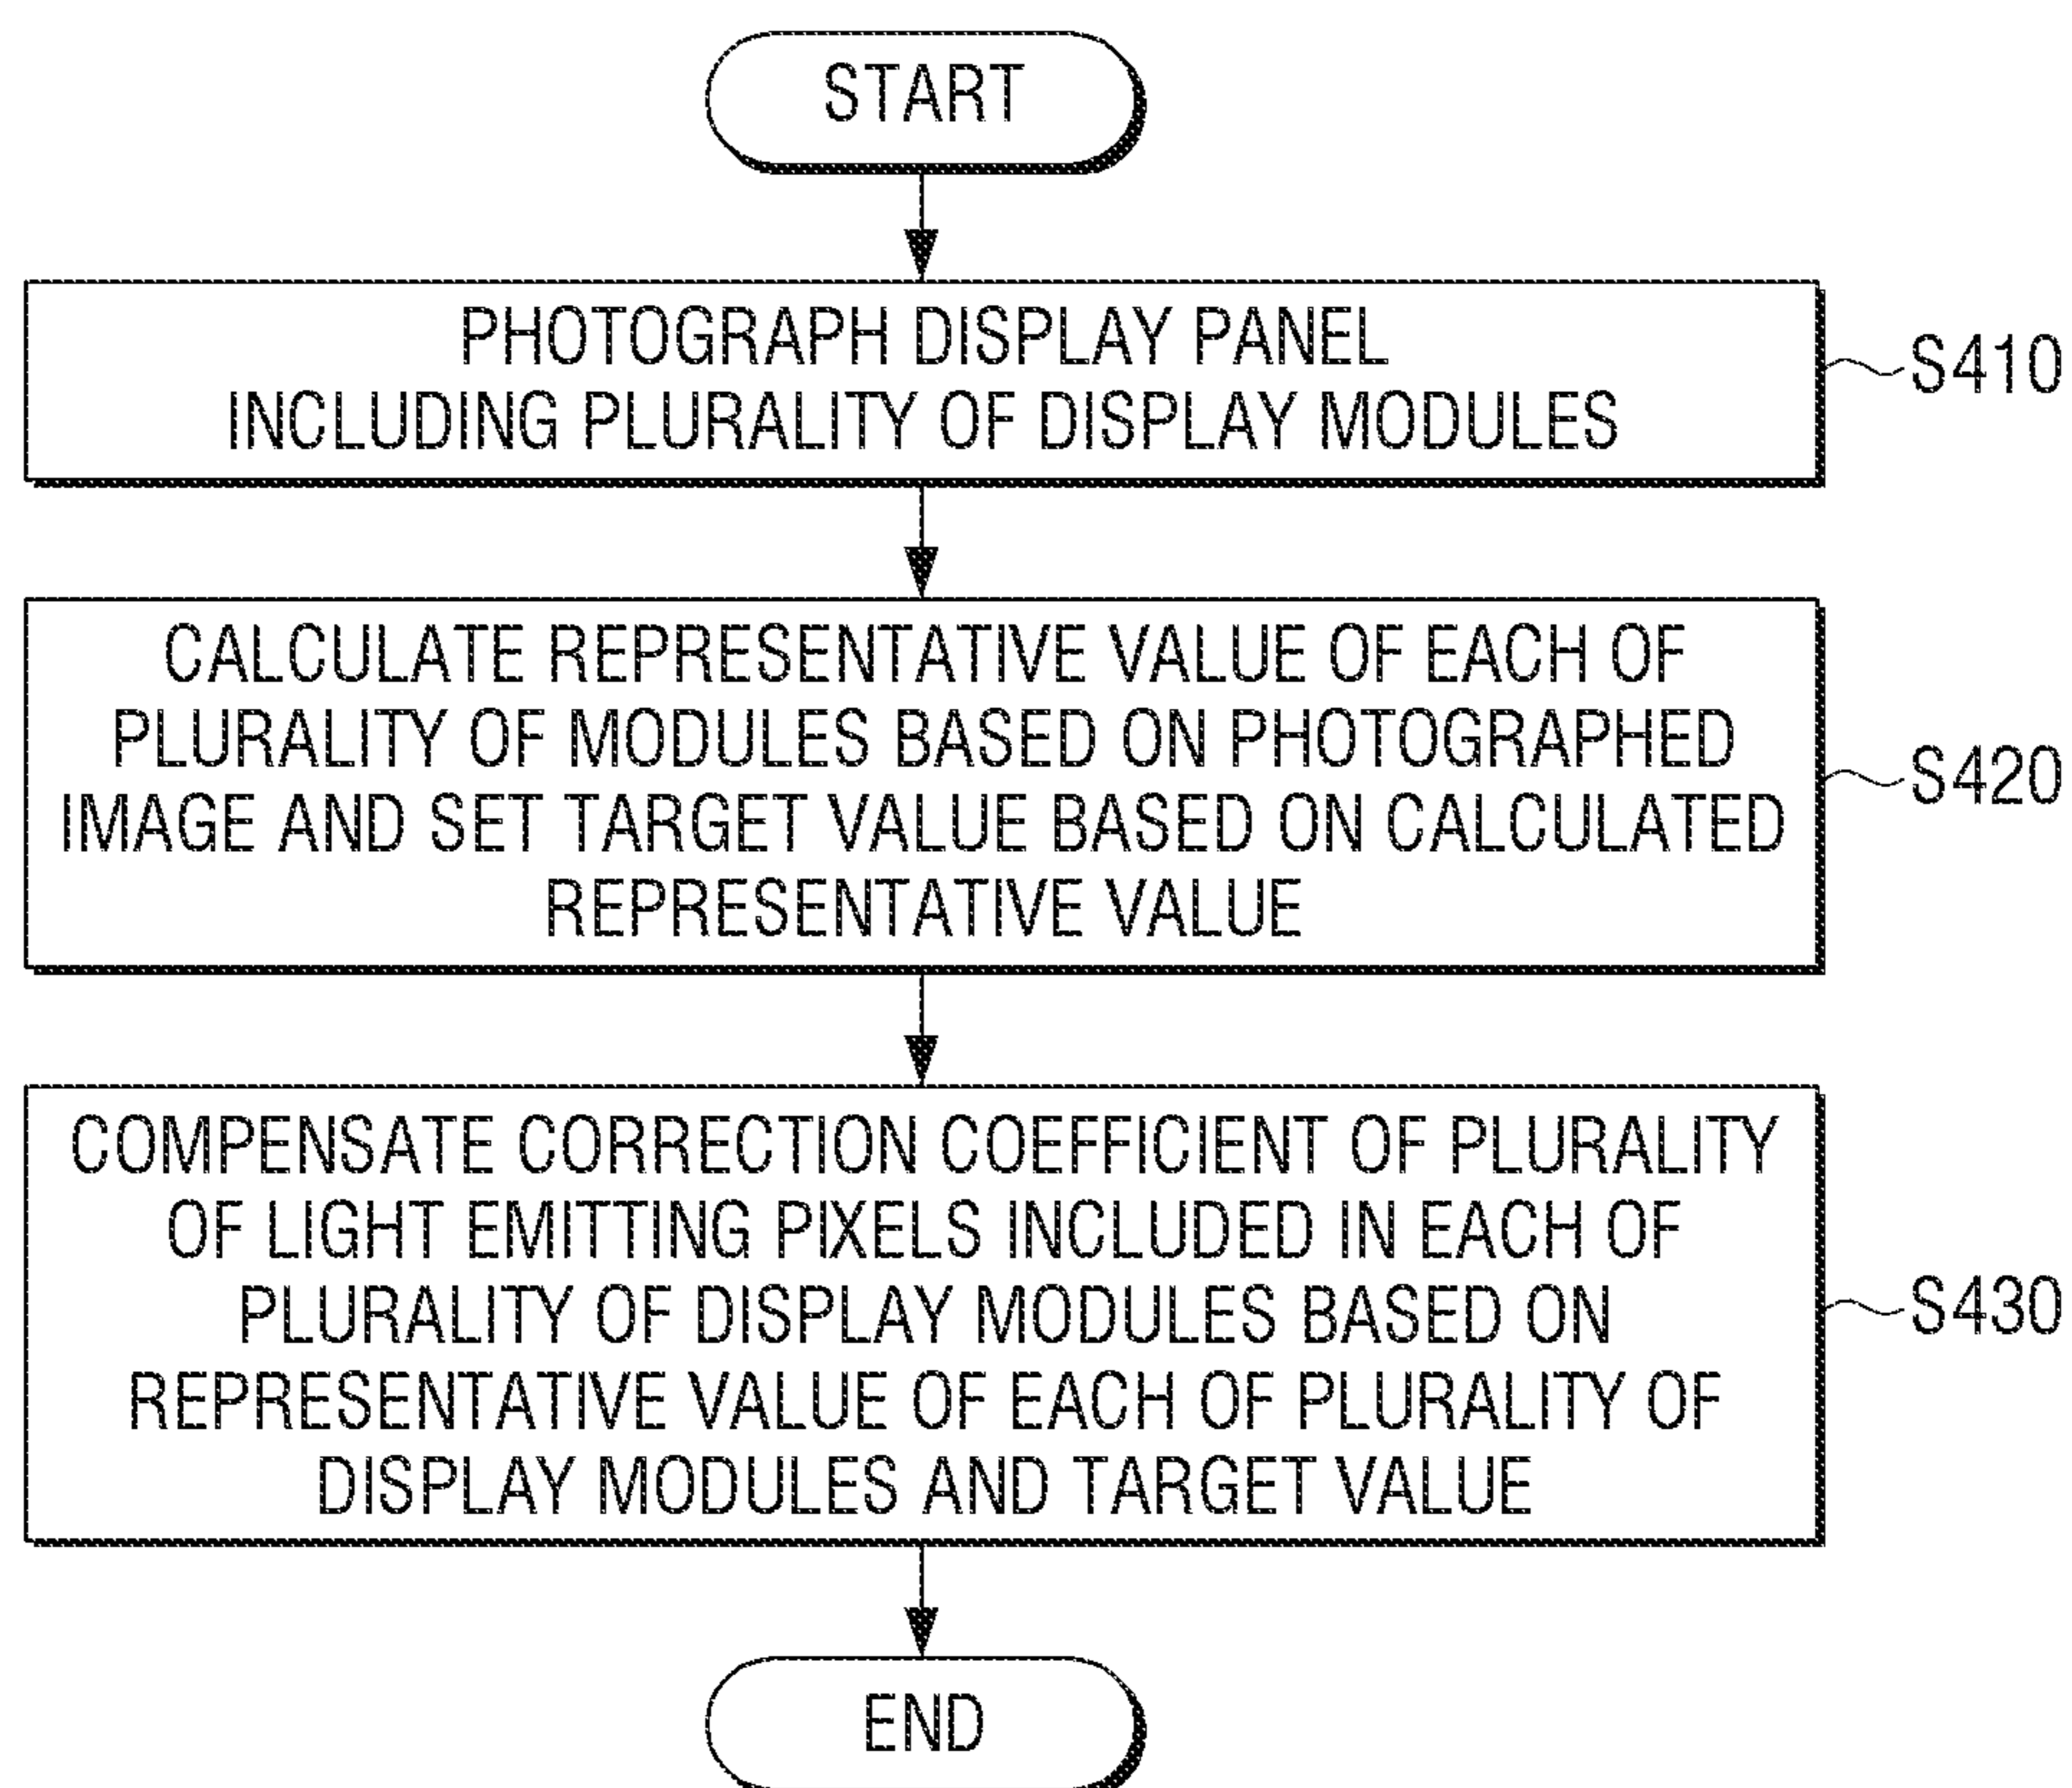 START
PHOTOGRAPH DISPLAY PANEL
INCLUDING PLURALITY OF DISPLAY MODULES
S410
CALCULATE REPRESENTATIVE VALUE OF EACH OF
PLURALITY OF MODULES BASED ON PHOTOGRAPHED
IMAGE AND SET TARGET VALUE BASED ON CALCULATED
REPRESENTATIVE VALUE
S420
COMPENSATE CORRECTION COEFFICIENT OF PLURALITY
OF LIGHT EMITTING PIXELS INCLUDED IN EACH OF
PLURALITY OF DISPLAY MODULES BASED ON
REPRESENTATIVE VALUE OF EACH OF PLURALITY OF
DISPLAY MODULES AND TARGET VALUE
S430
END